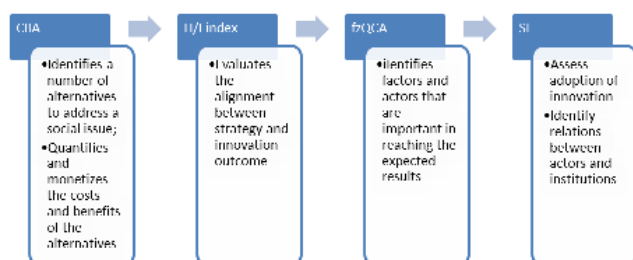 CBA
•Identifies a
number of
alternatives
to address a
social issue;
•Quantifies
and
monetizes
the costs
and benefits
of the
alternatives
index
•Evaluates
the
alignment
between
strategy and
innovation
outcome
fzQCA
•Identifies
factors and
actors that
are
important in
reaching the
expected
results
•Assess
adoption of
innovation
•Identify
relations
between
actors and
institutions